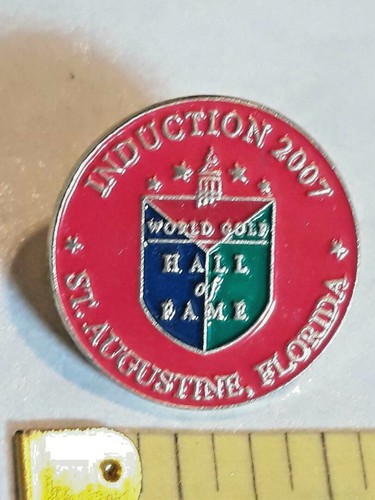 INDUCTION 2007
WORLD GOLF
HALL
of
FAME
ST. AUGUSTINE, FLORIDA